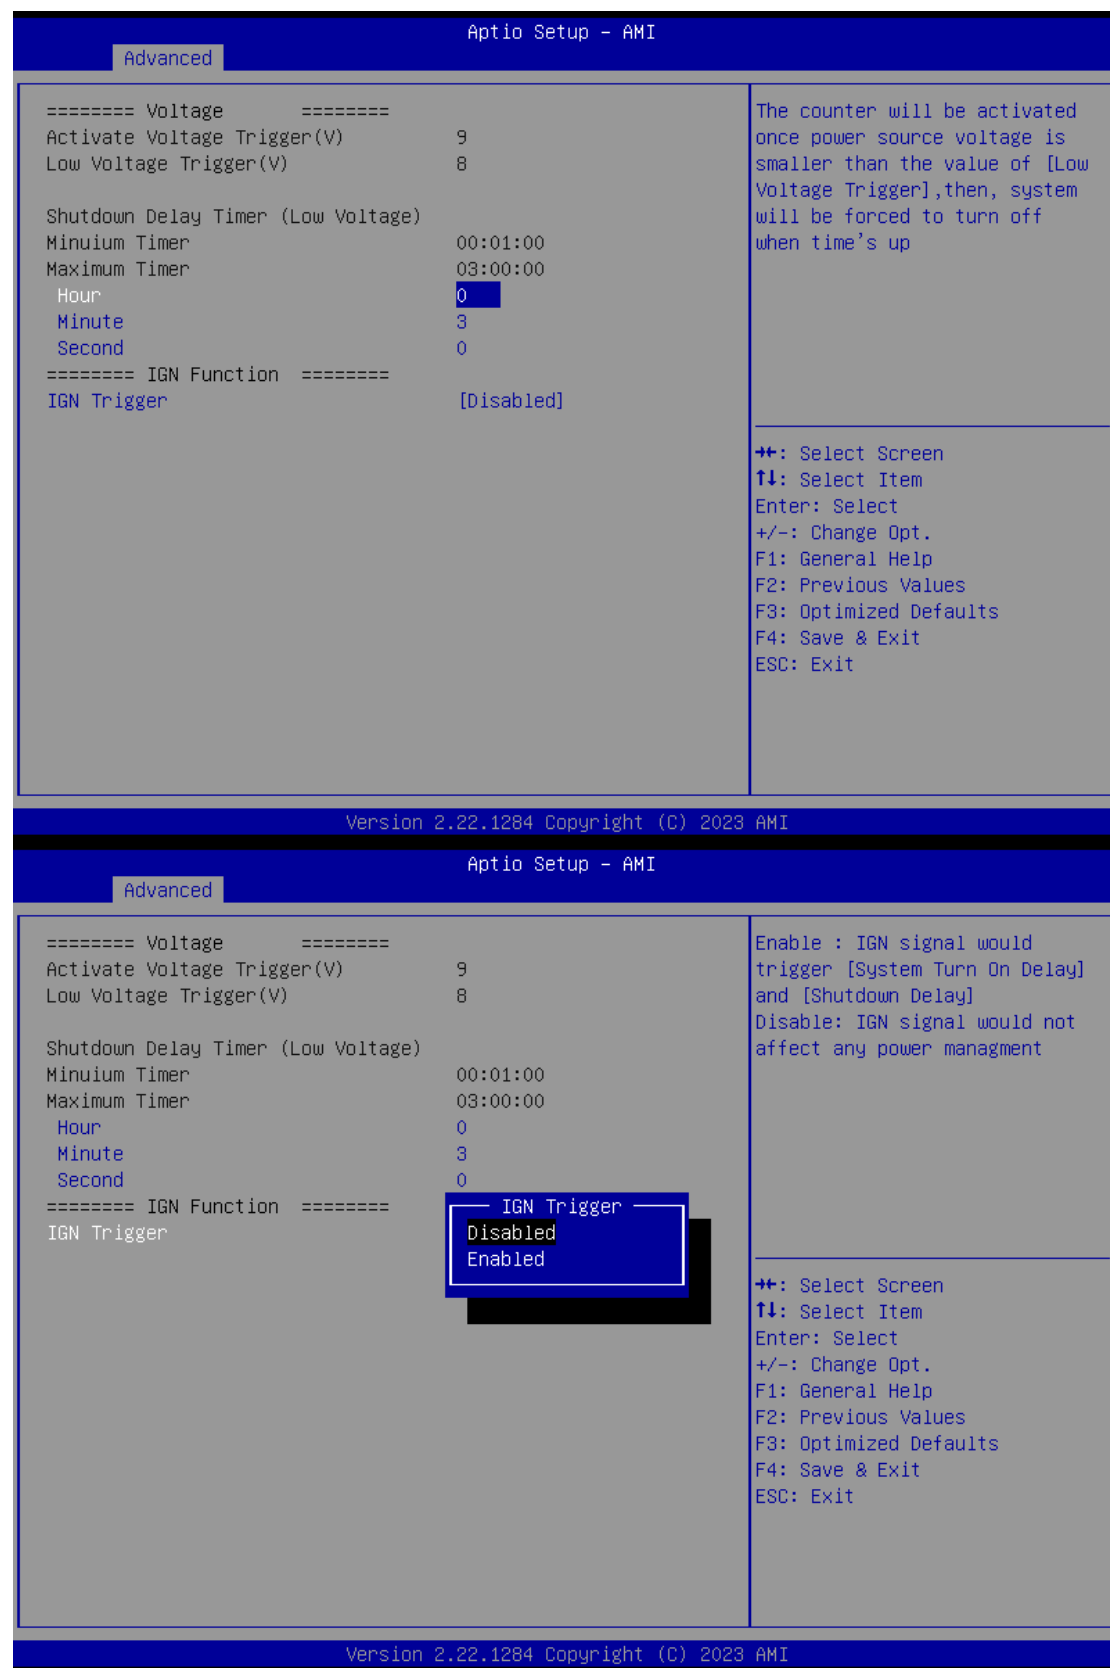 Aptio Setup – AMI
Advanced
======== Voltage ========
Activate Voltage Trigger(V) 9
Low Voltage Trigger(V) 8
Shutdown Delay Timer (Low Voltage)
Minuium Timer 00:01:00
Maximum Timer 03:00:00
Hour 0
Minute 3
Second 0
======== IGN Function ========
IGN Trigger [Disabled]
The counter will be activated
once power source voltage is
smaller than the value of [Low
Voltage Trigger],then, system
will be forced to turn off
when time's up
→←: Select Screen
↑↓: Select Item
Enter: Select
+/-: Change Opt.
F1: General Help
F2: Previous Values
F3: Optimized Defaults
F4: Save & Exit
ESC: Exit
Version 2.22.1284 Copyright (C) 2023 AMI
Aptio Setup – AMI
Advanced
======== Voltage ========
Activate Voltage Trigger(V) 9
Low Voltage Trigger(V) 8
Shutdown Delay Timer (Low Voltage)
Minuium Timer 00:01:00
Maximum Timer 03:00:00
Hour 0
Minute 3
Second 0
======== IGN Function ========
IGN Trigger
IGN Trigger
Disabled
Enabled
Enable : IGN signal would
trigger [System Turn On Delay]
and [Shutdown Delay]
Disable: IGN signal would not
affect any power managment
→←: Select Screen
↑↓: Select Item
Enter: Select
+/-: Change Opt.
F1: General Help
F2: Previous Values
F3: Optimized Defaults
F4: Save & Exit
ESC: Exit
Version 2.22.1284 Copyright (C) 2023 AMI